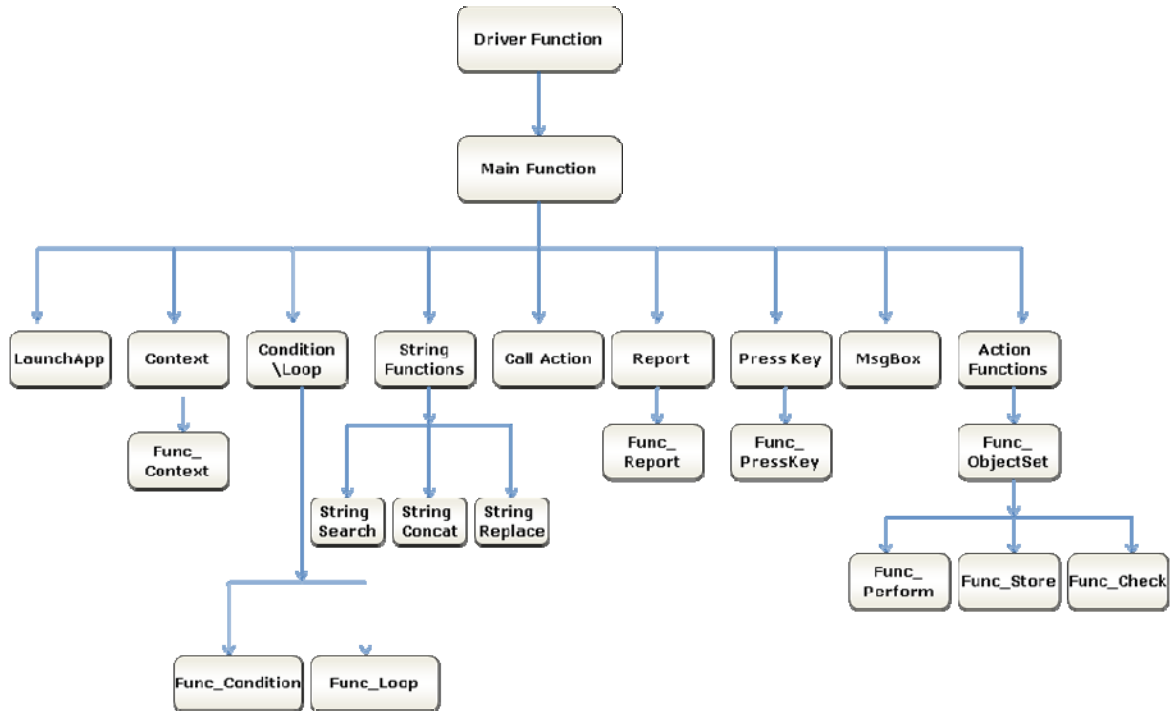 Driver Function
Main Function
LaunchApp
Context
Condition
\Loop
String
Functions
Call Action
Report
Press Key
MsgBox
Action
Functions
Func_
Context
Func_
Report
Func_
PressKey
Func_
ObjectSet
String
Search
String
Concat
String
Replace
Func_
Perform
Func_Store
Func_Check
Func_Condition
Func_Loop